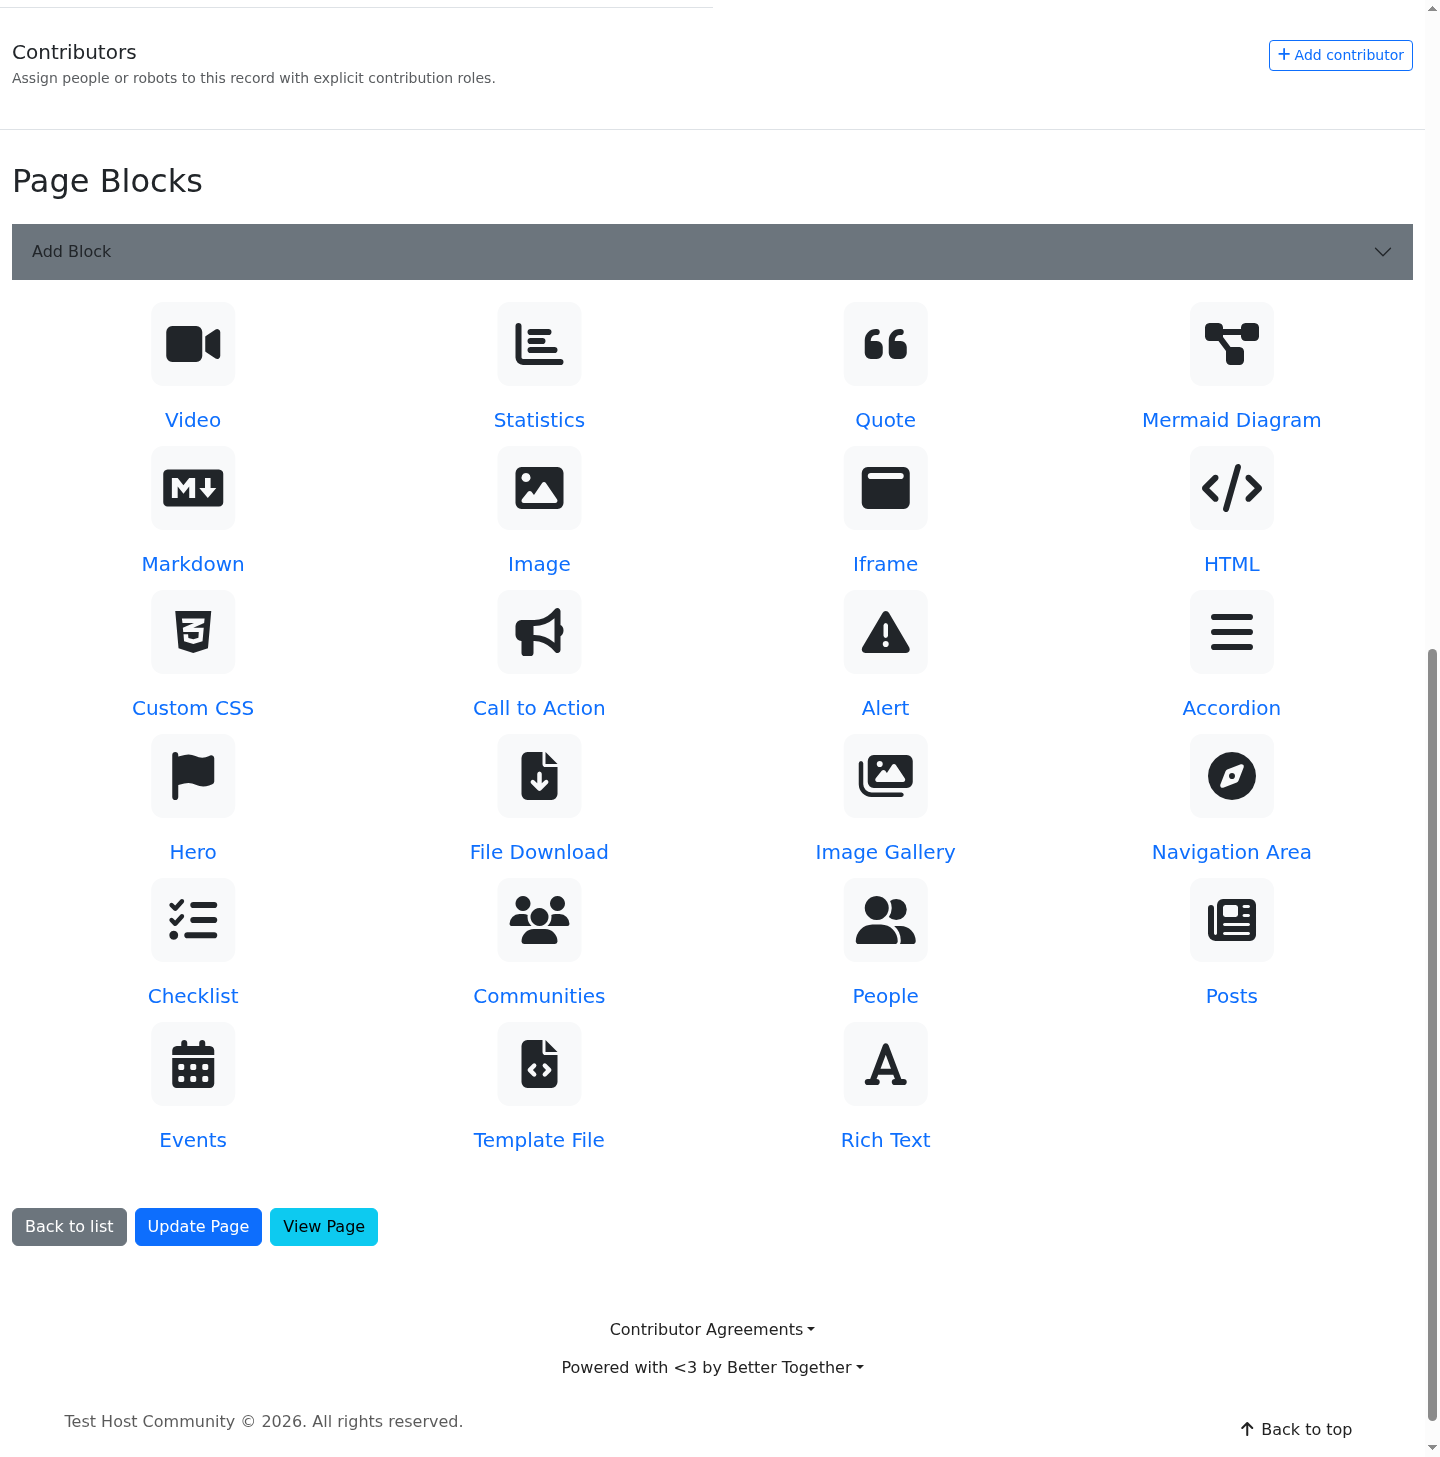 Contributors
Assign people or robots to this record with explicit contribution roles.
+ Add contributor
Page Blocks
Add Block
Video
Statistics
Quote
Mermaid Diagram
Markdown
Image
Iframe
HTML
Custom CSS
Call to Action
Alert
Accordion
Hero
File Download
Image Gallery
Navigation Area
Checklist
Communities
People
Posts
Events
Template File
Rich Text
Back to list
Update Page
View Page
Contributor Agreements
Powered with <3 by Better Together
Test Host Community © 2026. All rights reserved.
Back to top